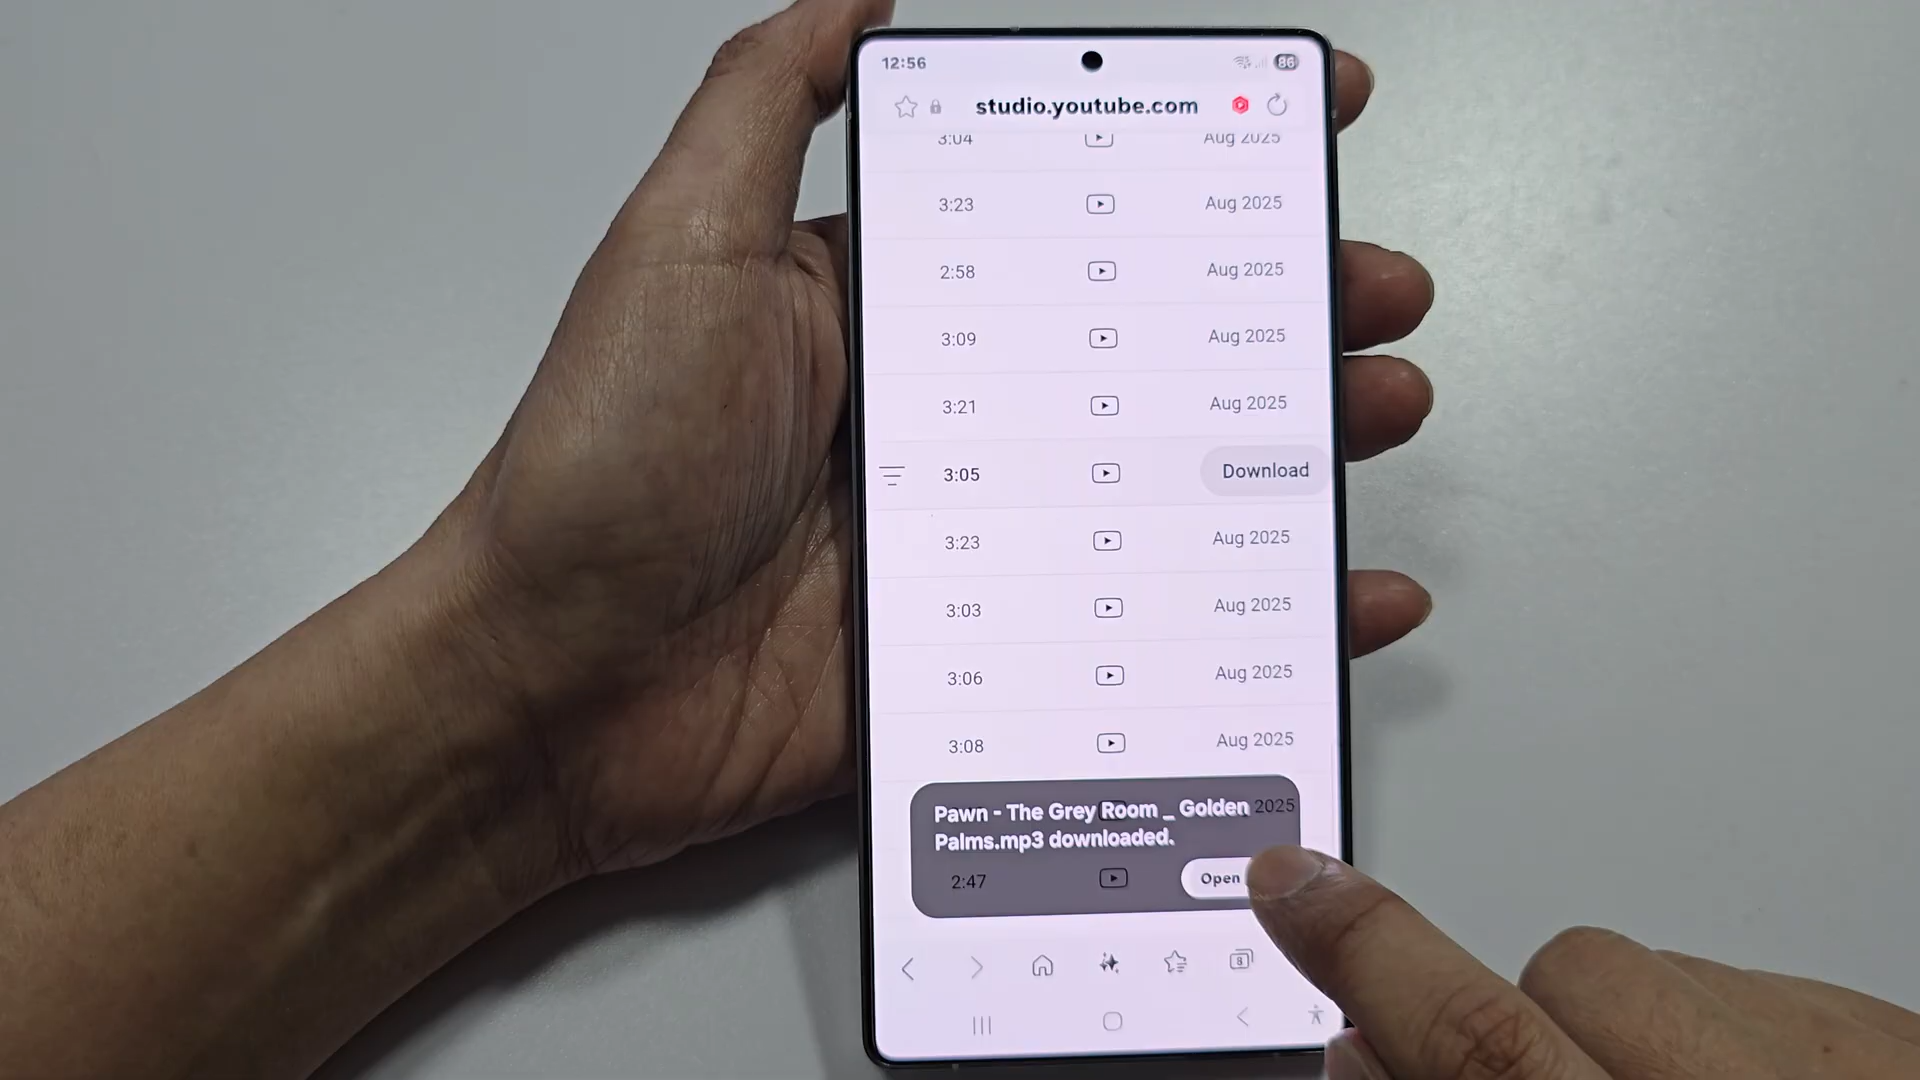 12:56
86
studio.youtube.com
3:04 Aug 2025
3:23 Aug 2025
2:58 Aug 2025
3:09 Aug 2025
3:21 Aug 2025
3:05 Download
3:23 Aug 2025
3:03 Aug 2025
3:06 Aug 2025
3:08 Aug 2025
Pawn - The Grey Room _ Golden 2025
Palms.mp3 downloaded.
2:47 Open
8